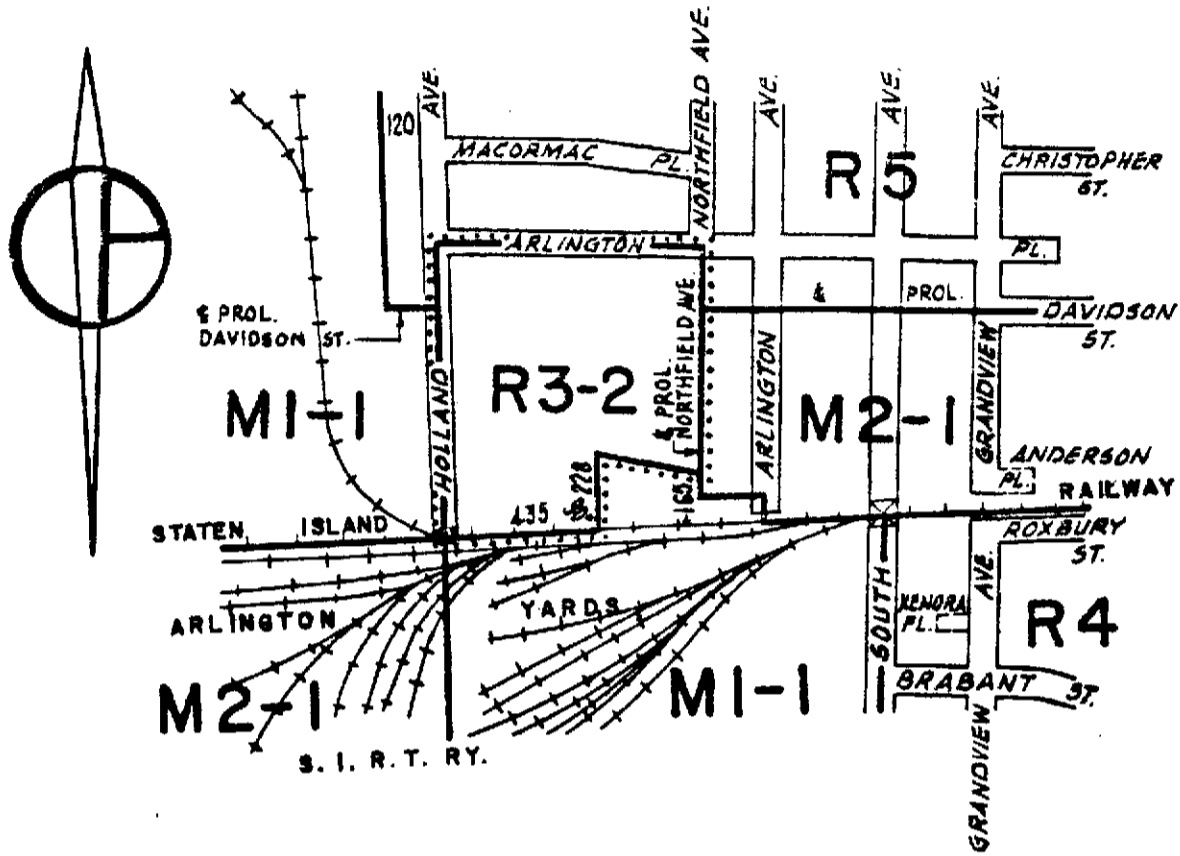 AVE.
NORTHFIELD AVE.
AVE.
AVE.
AVE.
120
MACORMAC PL.
R5
CHRISTOPHER
ST.
ARLINGTON
PL.
℄ PROL.
DAVIDSON ST.
℄ PROL.
DAVIDSON
ST.
M1-1
HOLLAND
R3-2
℄ PROL.
NORTHFIELD AVE.
ARLINGTON
M2-1
GRANDVIEW
ANDERSON
PL.
RAILWAY
STATEN ISLAND
435
228
165
ROXBURY
ST.
ARLINGTON YARDS
SOUTH
AVE.
XENORA
PL.
R4
M2-1
M1-1
BRABANT ST.
S. I. R. T. RY.
GRANDVIEW